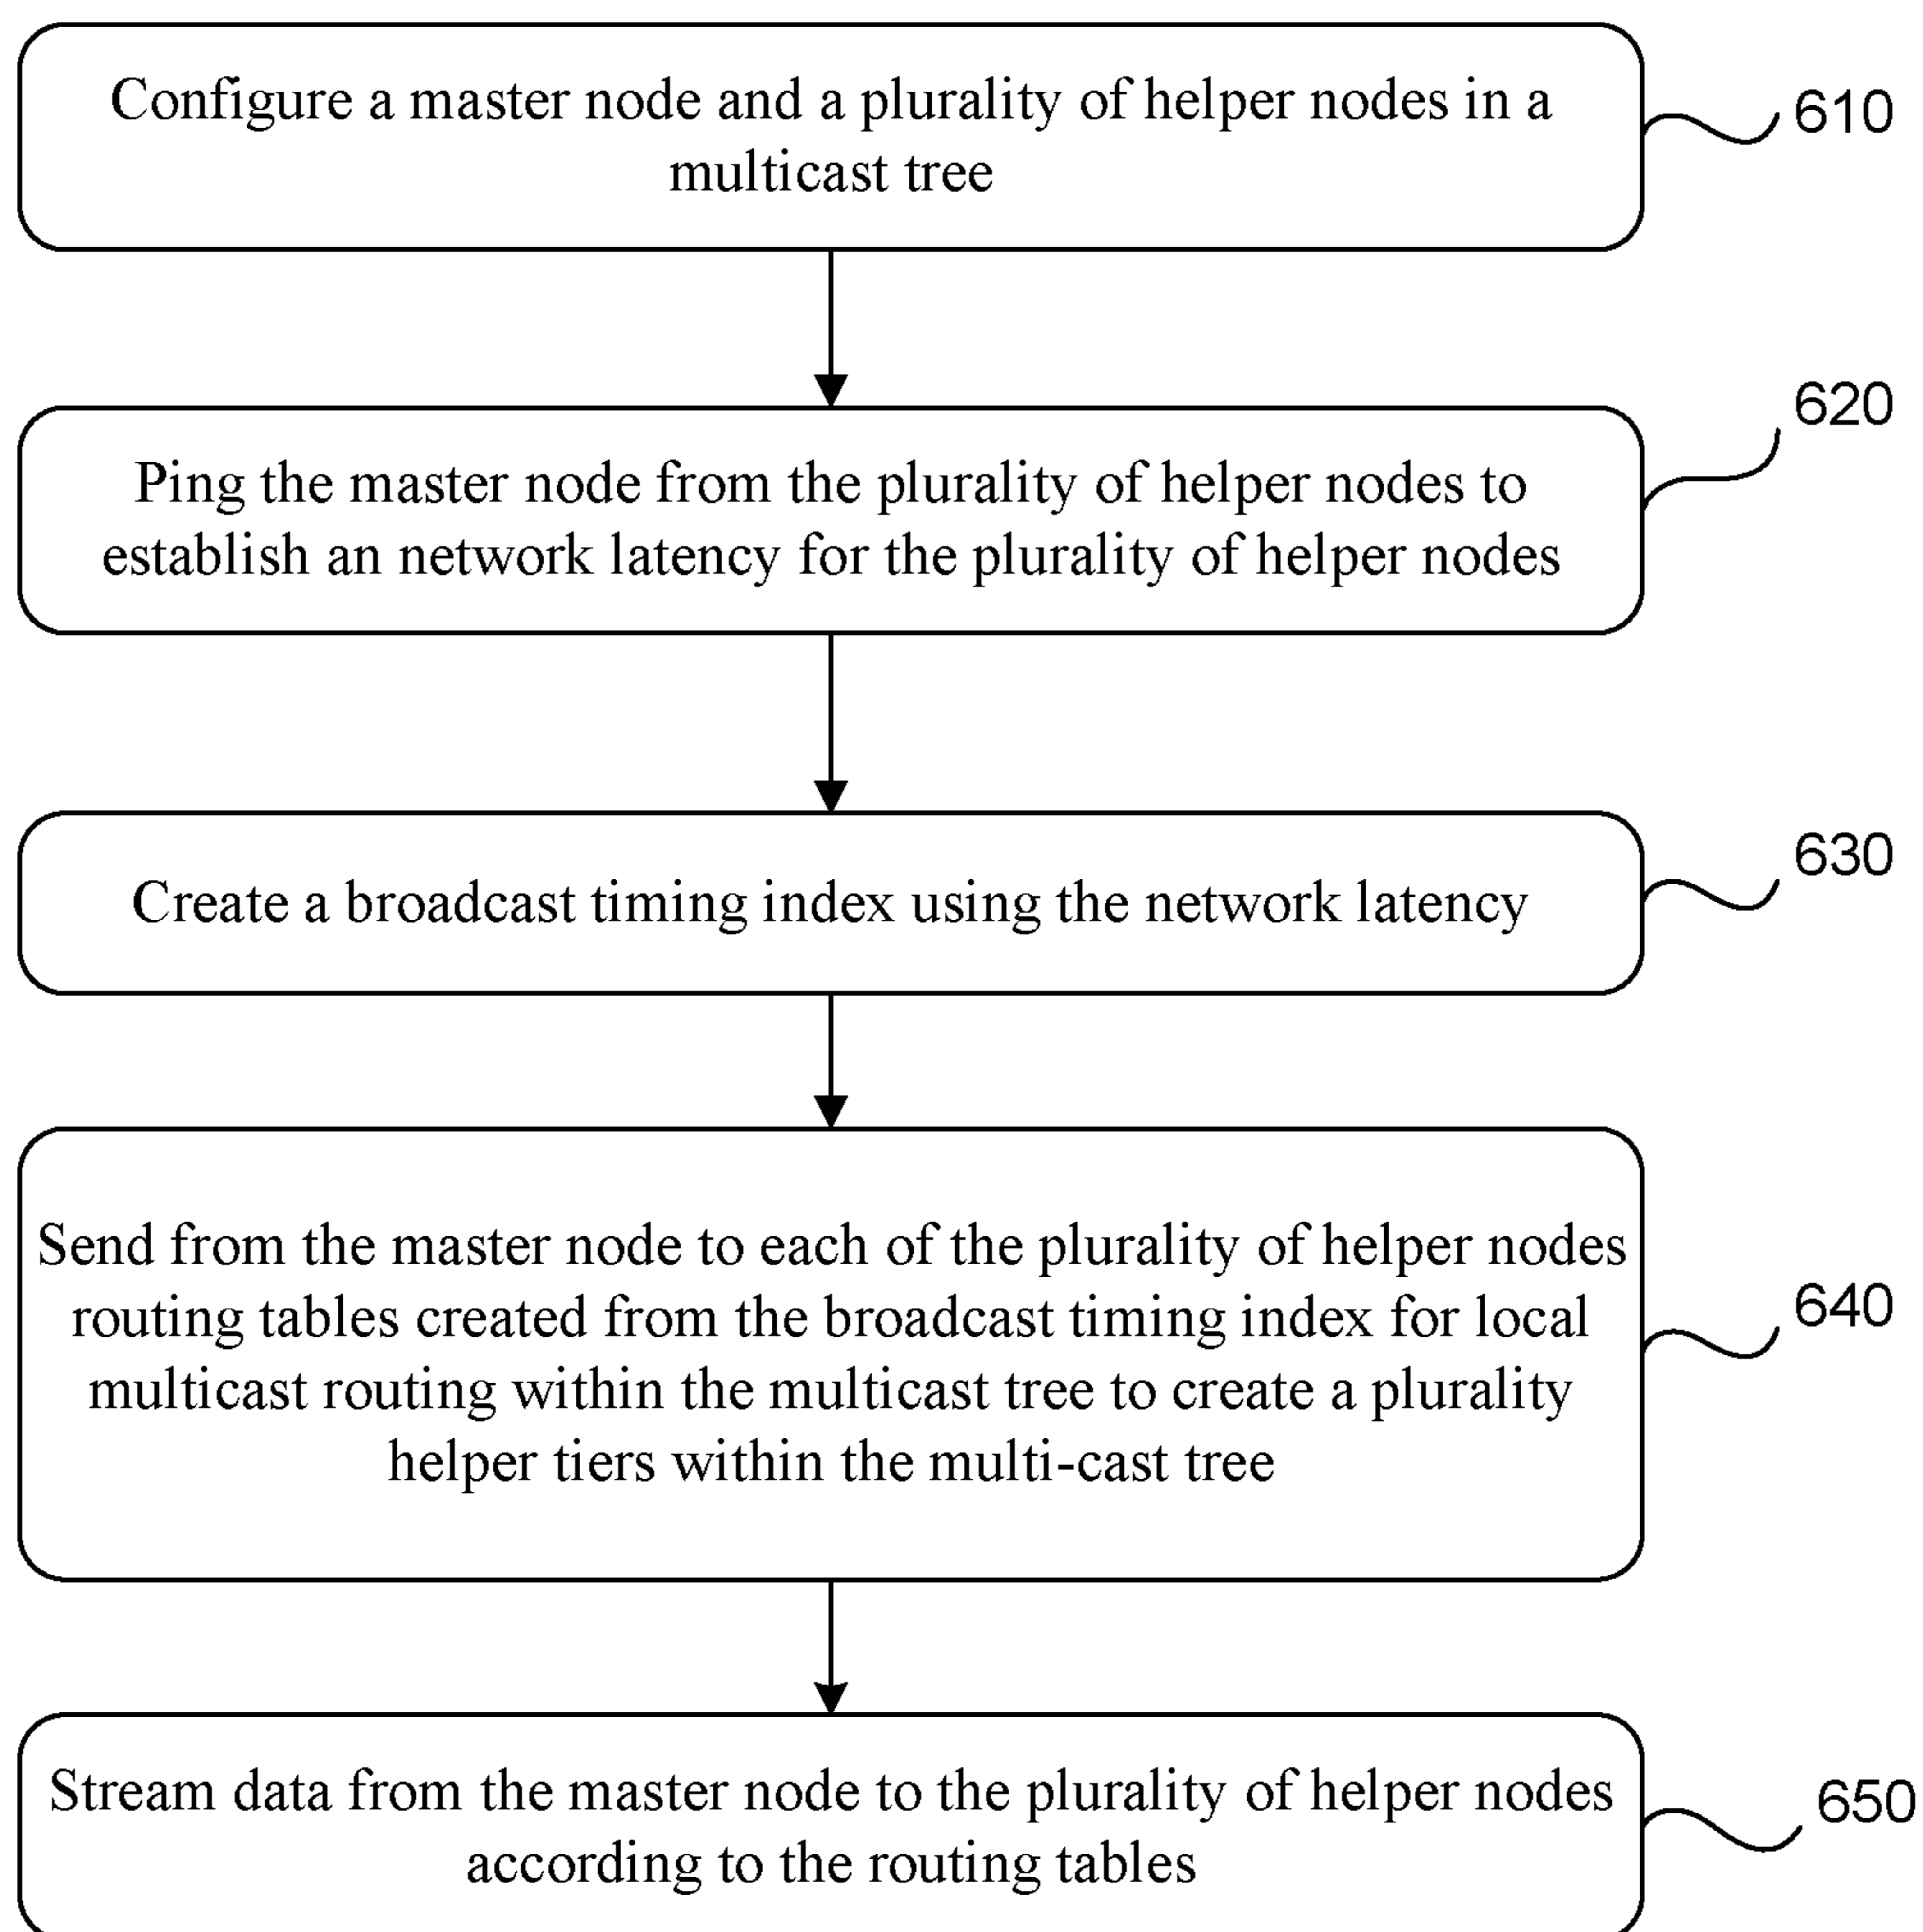 Configure a master node and a plurality of helper nodes in a
multicast tree
610
Ping the master node from the plurality of helper nodes to
establish an network latency for the plurality of helper nodes
620
Create a broadcast timing index using the network latency
630
Send from the master node to each of the plurality of helper nodes
routing tables created from the broadcast timing index for local
multicast routing within the multicast tree to create a plurality
helper tiers within the multi-cast tree
640
Stream data from the master node to the plurality of helper nodes
according to the routing tables
650